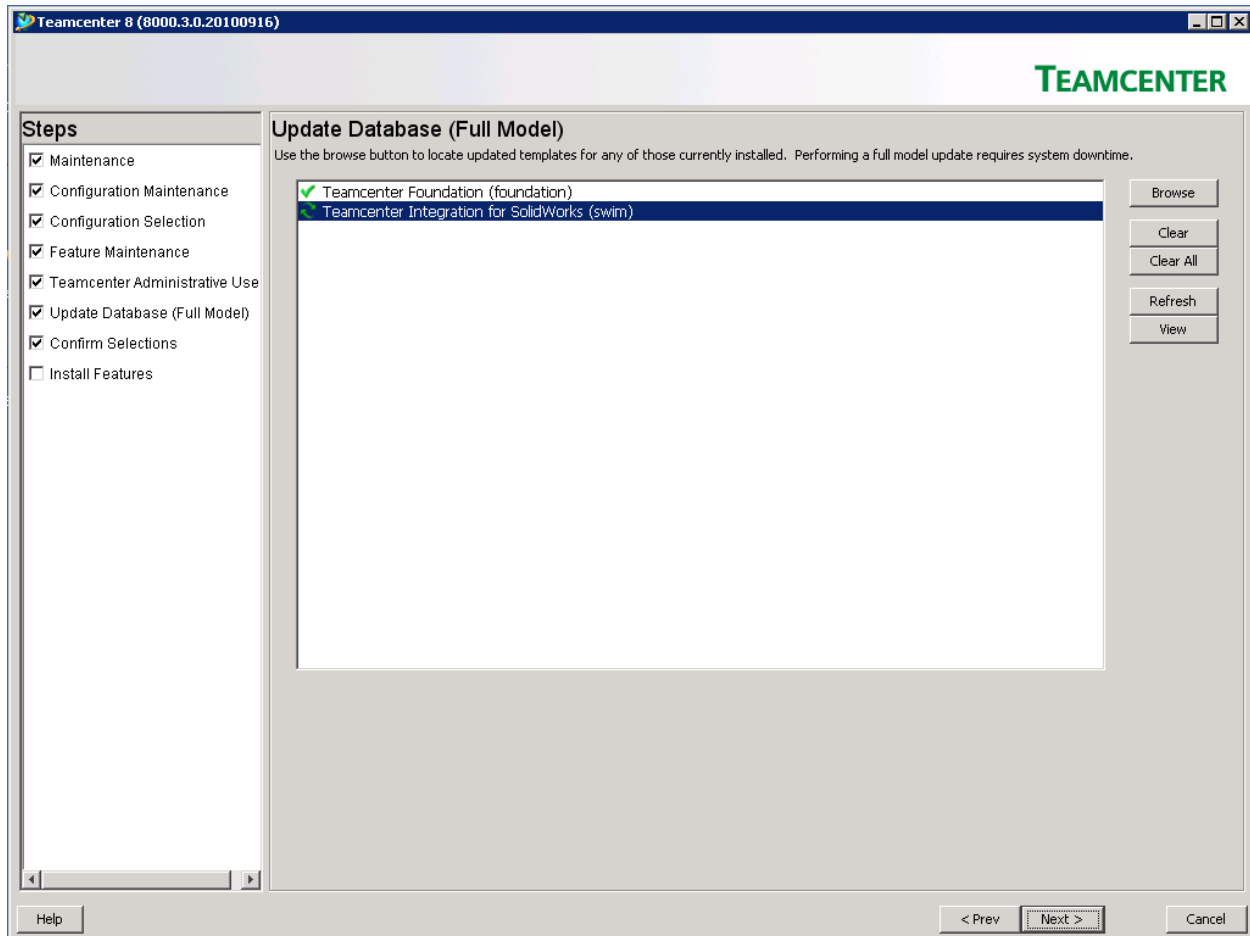 Teamcenter 8 (8000.3.0.20100916)
TEAMCENTER
Steps
Maintenance
Configuration Maintenance
Configuration Selection
Feature Maintenance
Teamcenter Administrative Use
Update Database (Full Model)
Confirm Selections
Install Features
Update Database (Full Model)
Use the browse button to locate updated templates for any of those currently installed. Performing a full model update requires system downtime.
Teamcenter Foundation (foundation)
Teamcenter Integration for SolidWorks (swim)
Browse
Clear
Clear All
Refresh
View
Help
< Prev
Next >
Cancel